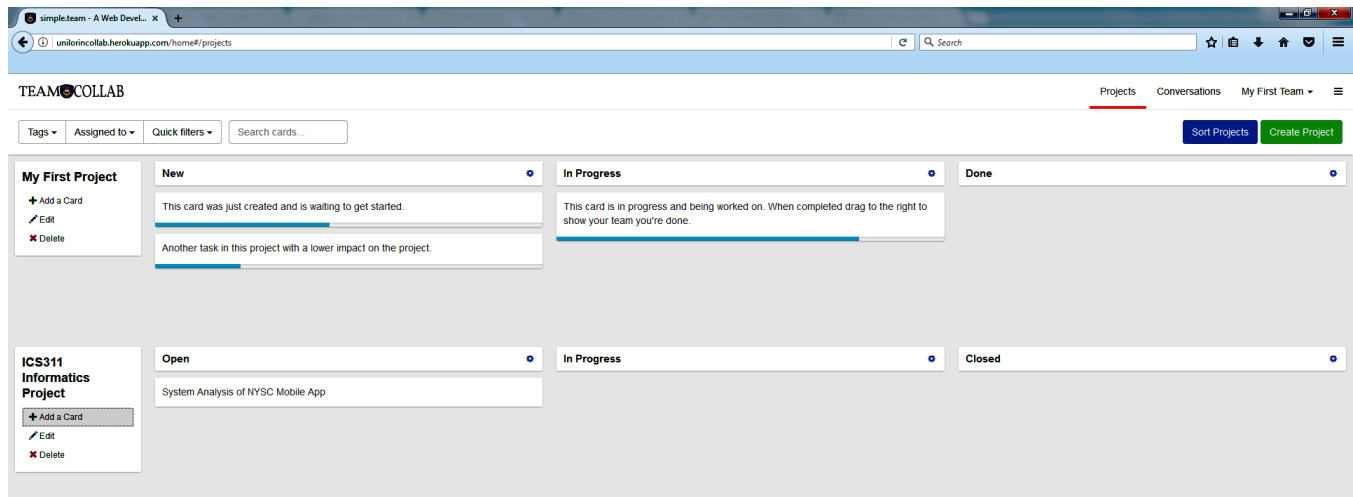 simple.team - A Web Devel... × +
unilorincollab.herokuapp.com/home#/projects
Search
TEAM COLLAB
Projects Conversations My First Team
Tags Assigned to Quick filters Search cards... Sort Projects Create Project
My First Project
Add a Card
Edit
Delete
New
This card was just created and is waiting to get started.
Another task in this project with a lower impact on the project.
In Progress
This card is in progress and being worked on. When completed drag to the right to
show your team you're done.
Done
ICS311
Informatics
Project
Add a Card
Edit
Delete
Open
System Analysis of NYSC Mobile App
In Progress
Closed